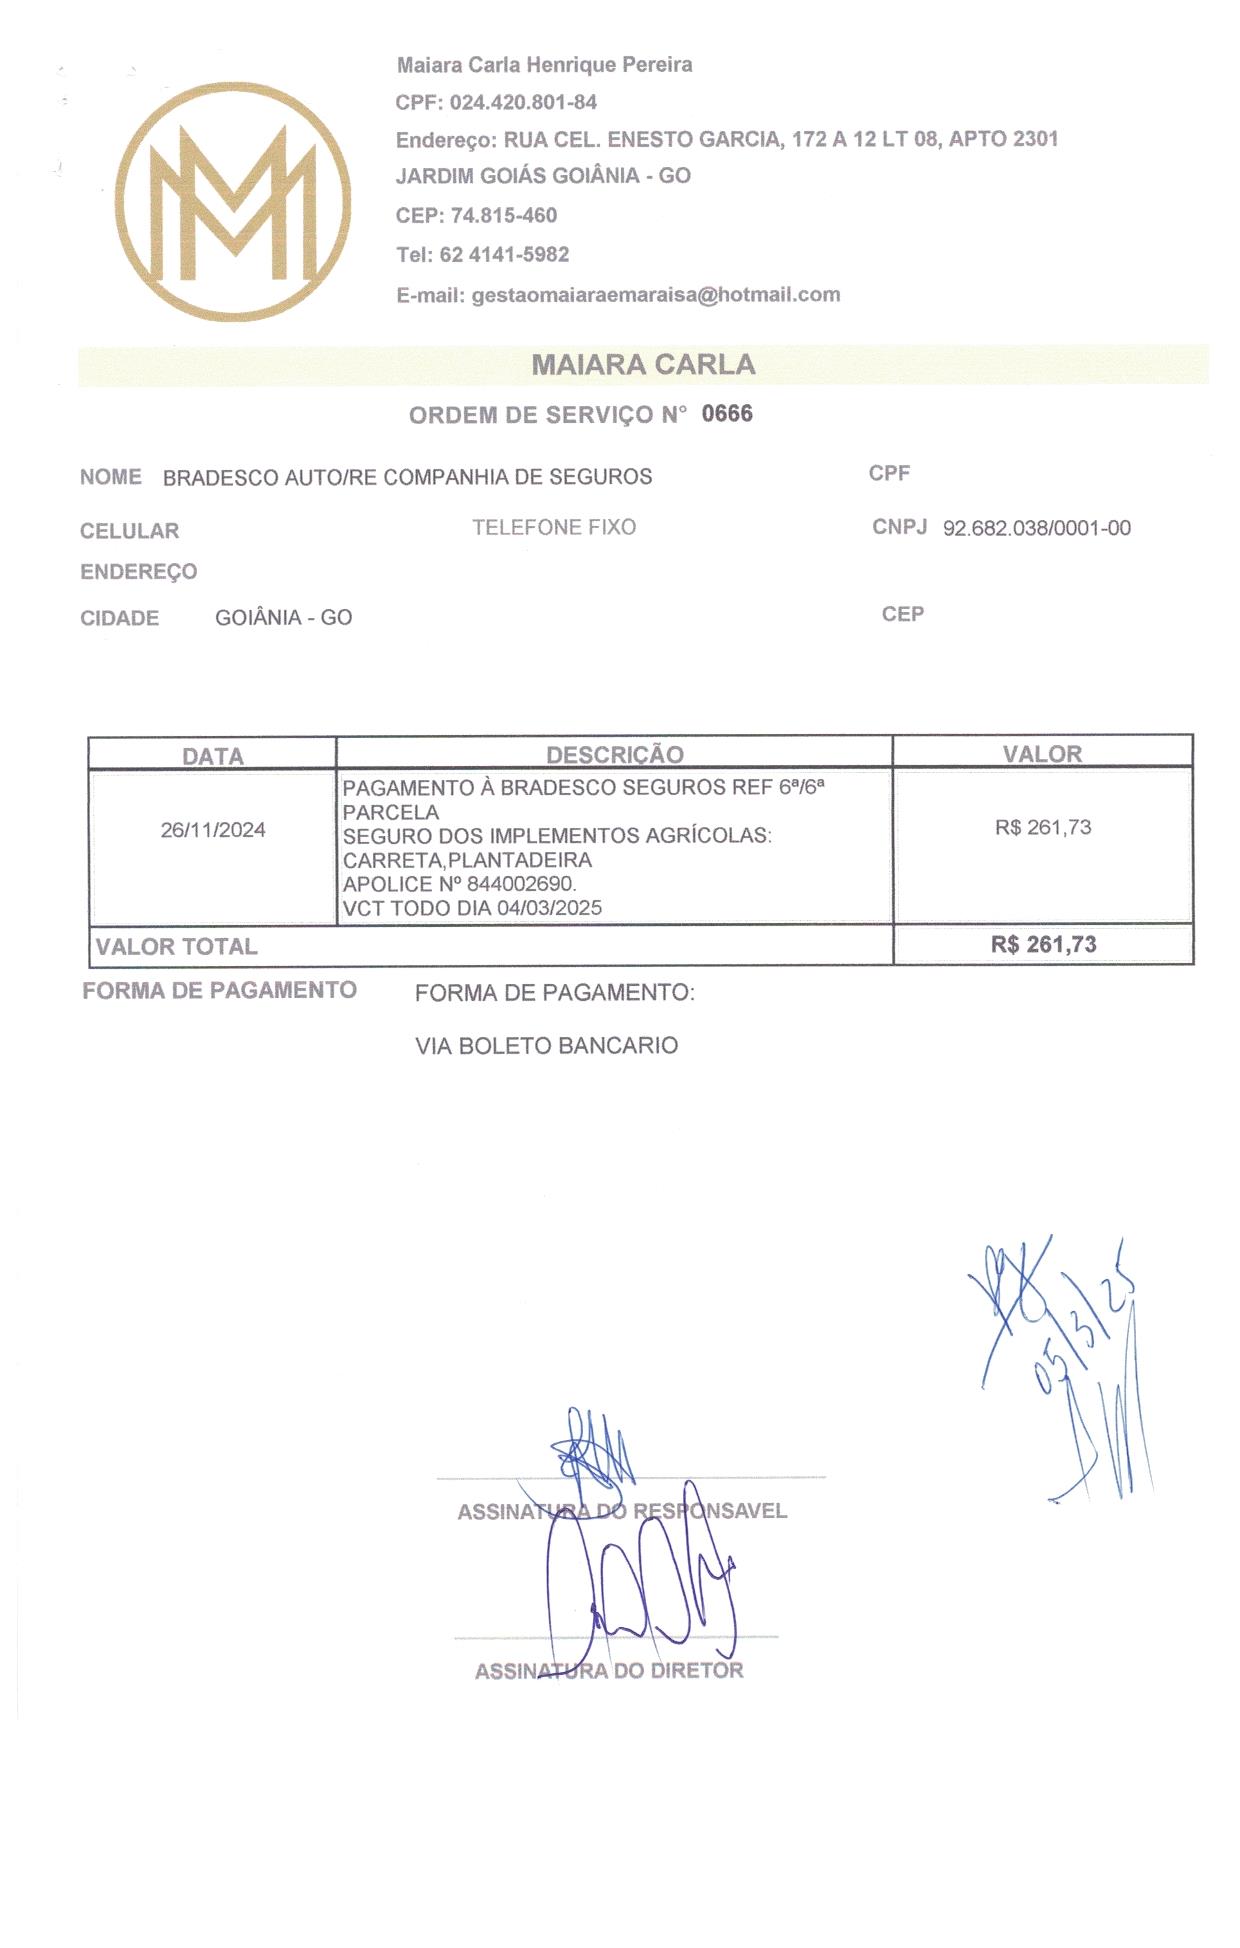 Maiara Carla Henrique Pereira
CPF: 024.420.801-84
Endereço: RUA CEL. ENESTO GARCIA, 172 A 12 LT 08, APTO 2301
JARDIM GOIÁS GOIÂNIA - GO
CEP: 74.815-460
Tel: 62 4141-5982
E-mail: gestaomaiaraemaraisa@hotmail.com
MAIARA CARLA
ORDEM DE SERVIÇO N° 0666
NOME BRADESCO AUTO/RE COMPANHIA DE SEGUROS CPF
CELULAR TELEFONE FIXO CNPJ 92.682.038/0001-00
ENDEREÇO
CIDADE GOIÂNIA - GO CEP
DATA DESCRIÇÃO VALOR
26/11/2024
PAGAMENTO À BRADESCO SEGUROS REF 6ª/6ª
PARCELA
SEGURO DOS IMPLEMENTOS AGRÍCOLAS:
CARRETA,PLANTADEIRA
APOLICE Nº 844002690.
VCT TODO DIA 04/03/2025
R$ 261,73
VALOR TOTAL R$ 261,73
FORMA DE PAGAMENTO FORMA DE PAGAMENTO:
VIA BOLETO BANCARIO
05/3/25
ASSINATURA DO RESPONSAVEL
ASSINATURA DO DIRETOR